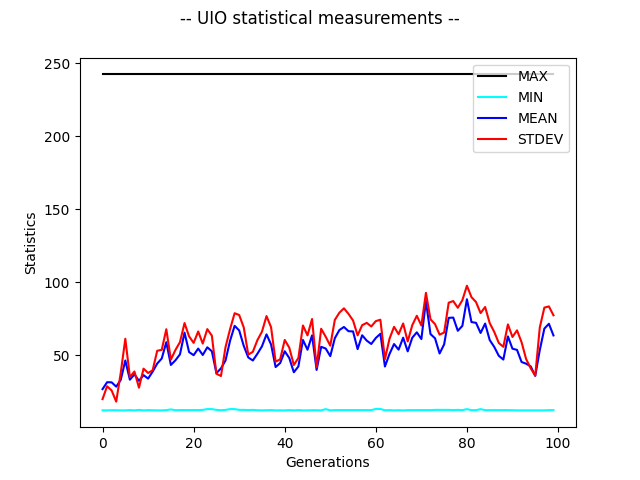 -- UIO statistical measurements --
250
200
150
100
50
Statistics
MAX
MIN
MEAN
STDEV
0
20
40
60
80
100
Generations